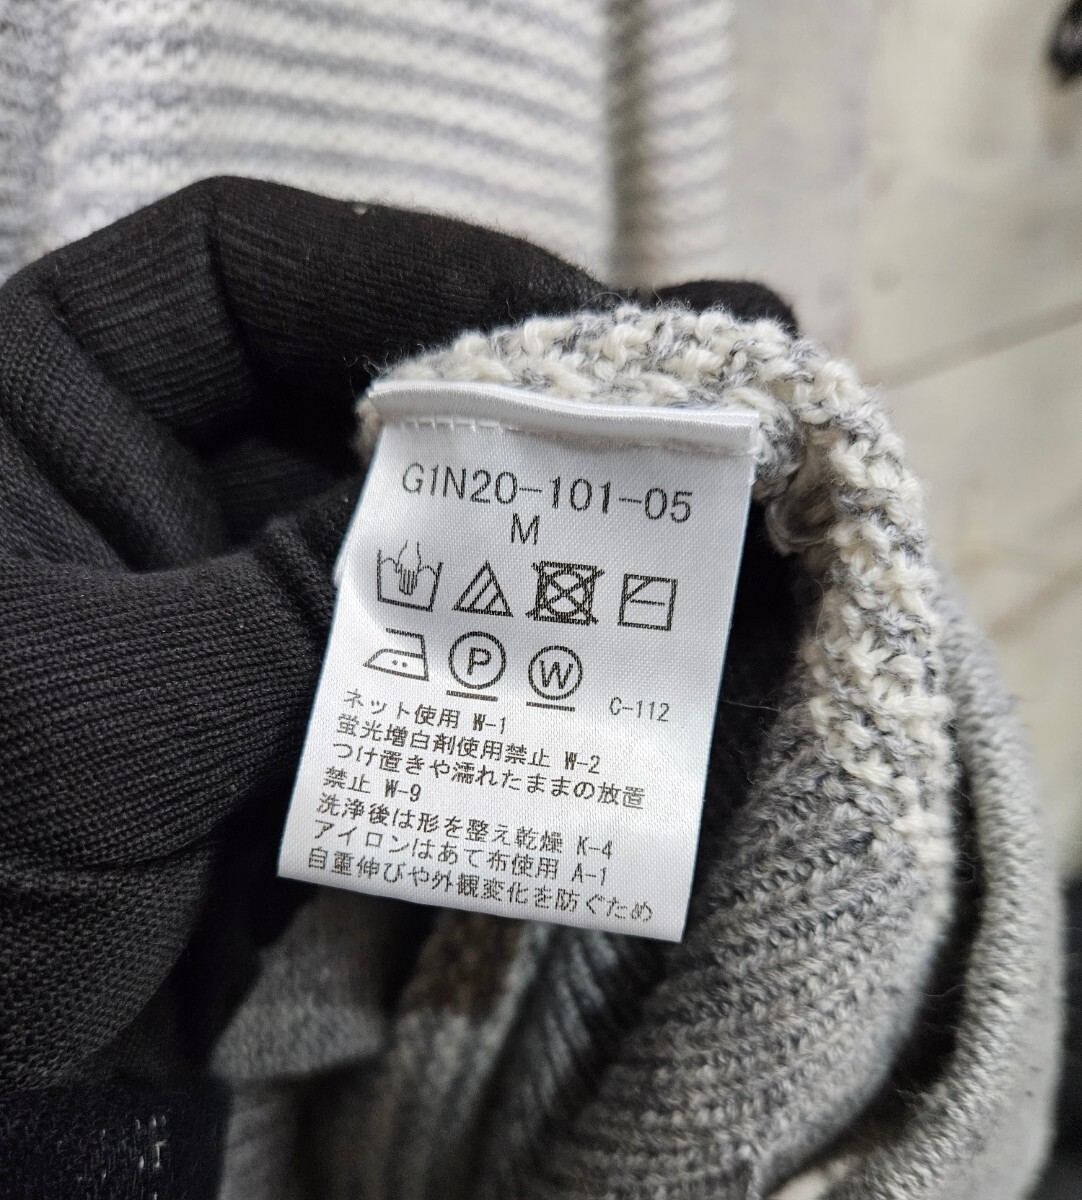 G1N20-101-05
M
P W C-112
ネット使用 W-1
蛍光増白剤使用禁止 W-2
つけ置きや濡れたままの放置
禁止 W-9
洗浄後は形を整え乾燥 K-4
アイロンはあて布使用 A-1
自重伸びや外観変化を防ぐため